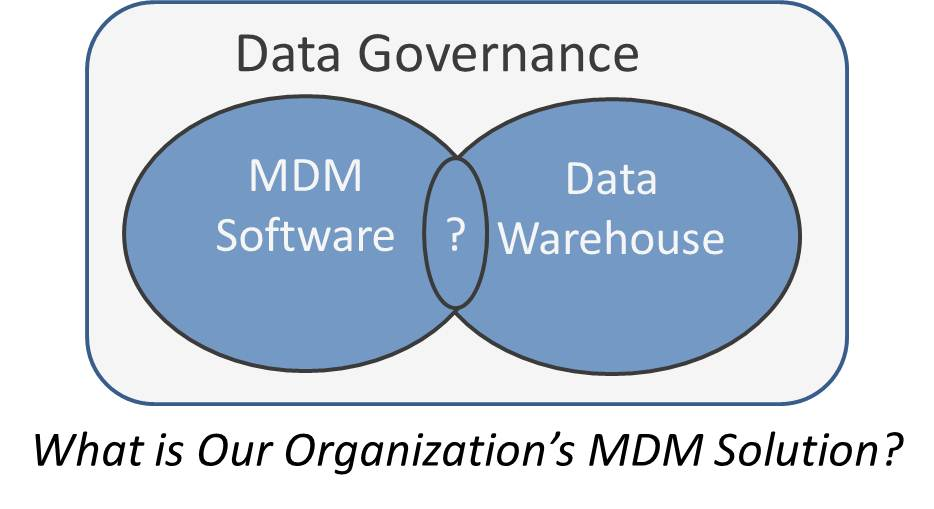 Data Governance
MDM
Software
?
Data
Warehouse
What is Our Organization’s MDM Solution?